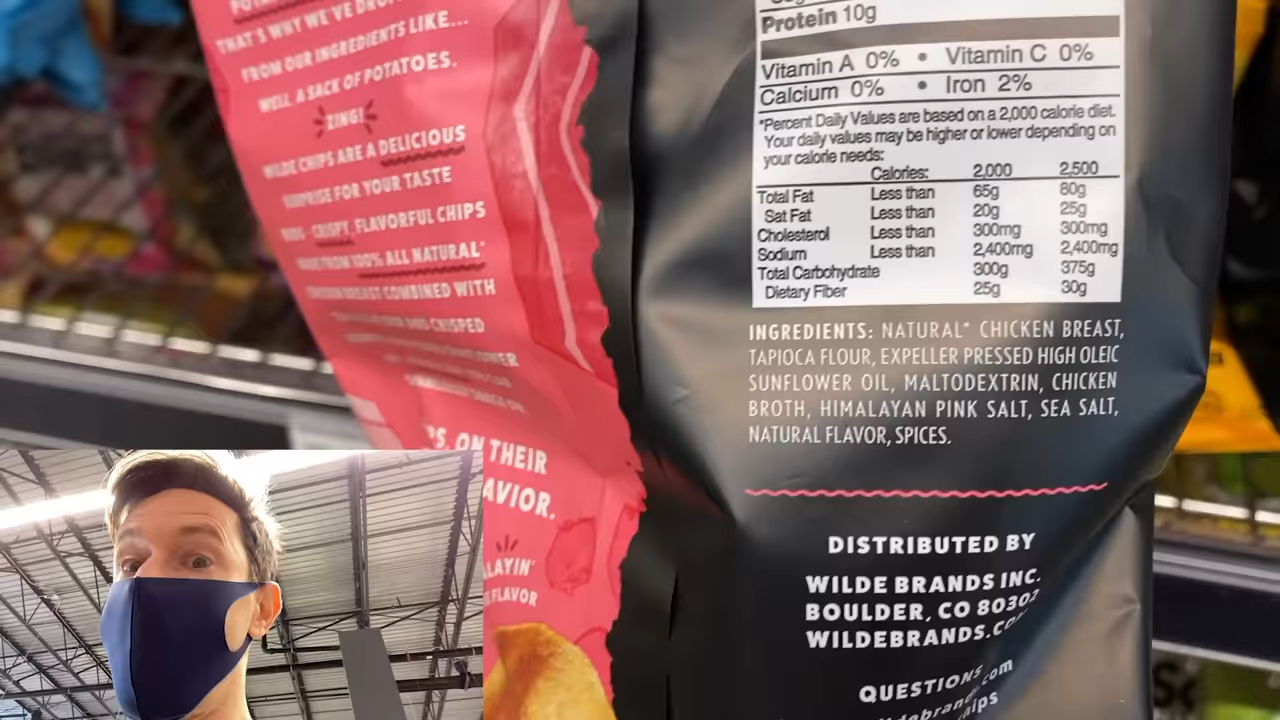 THAT'S WHY WE'VE
FROM OUR INGREDIENTS LIKE...
WELL, A SACK OF POTATOES.
ZING!
WILDE CHIPS ARE A DELICIOUS
SURPRISE FOR YOUR TASTE
CRISPY, FLAVORFUL CHIPS
100% ALL NATURAL*
BREAST COMBINED WITH
AND CRISPED
PS, ON THEIR
AVIOR.
LAYIN'
FLAVOR
Protein 10g
Vitamin A 0% • Vitamin C 0%
Calcium 0% • Iron 2%
*Percent Daily Values are based on a 2,000 calorie diet.
Your daily values may be higher or lower depending on
your calorie needs:
Calories: 2,000 2,500
Total Fat Less than 65g 80g
Sat Fat Less than 20g 25g
Cholesterol Less than 300mg 300mg
Sodium Less than 2,400mg 2,400mg
Total Carbohydrate 300g 375g
Dietary Fiber 25g 30g
INGREDIENTS: NATURAL* CHICKEN BREAST,
TAPIOCA FLOUR, EXPELLER PRESSED HIGH OLEIC
SUNFLOWER OIL, MALTODEXTRIN, CHICKEN
BROTH, HIMALAYAN PINK SALT, SEA SALT,
NATURAL FLAVOR, SPICES.
DISTRIBUTED BY
WILDE BRANDS INC.
BOULDER, CO 80302
WILDEBRANDS.CO
QUESTIONS
ldebrand .com
hips